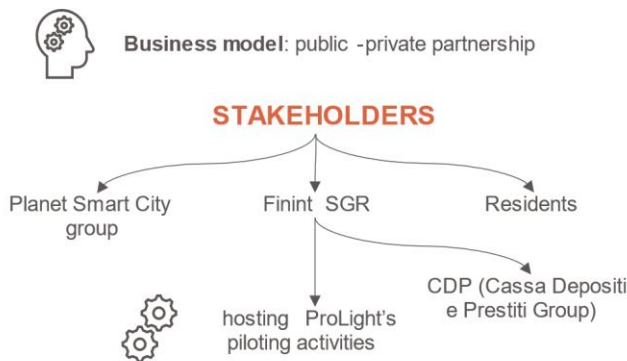 Business model: public -private partnership
STAKEHOLDERS
Planet Smart City
group
Finint SGR
Residents
hosting ProLight's
piloting activities
CDP (Cassa Depositi
e Prestiti Group)